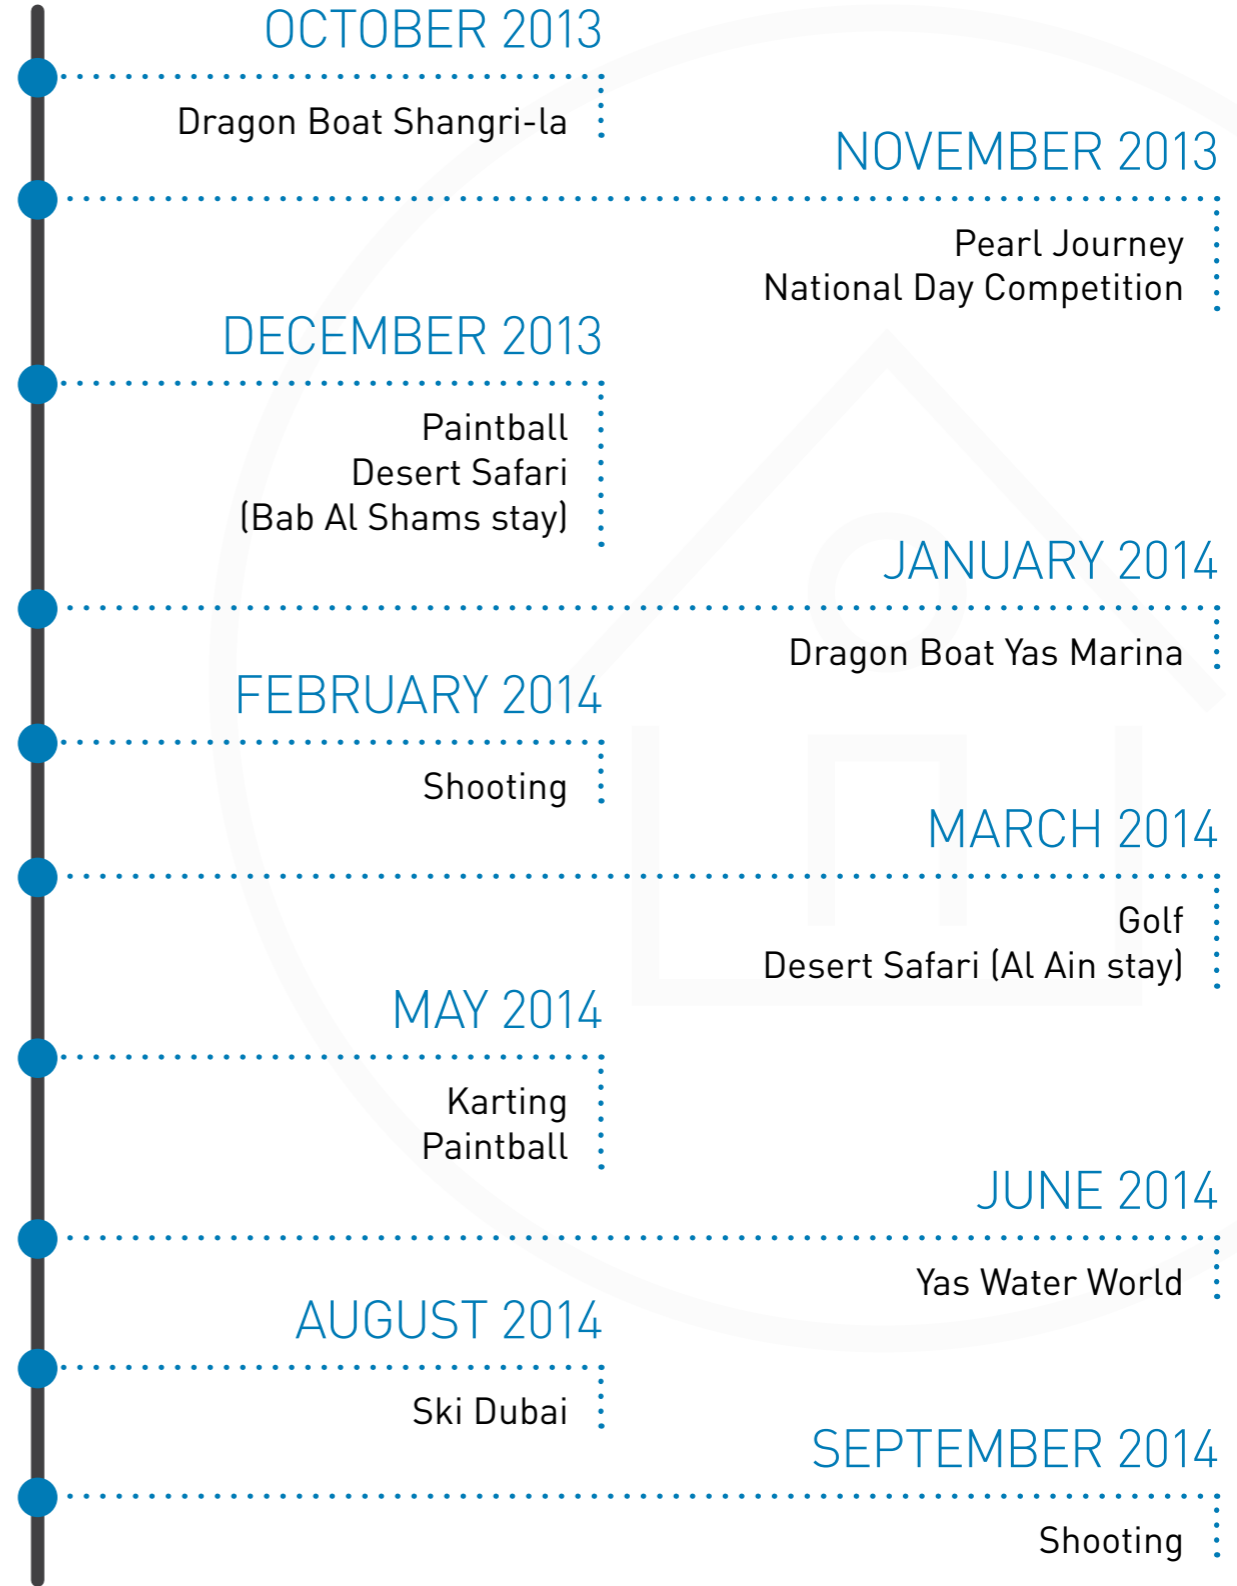 OCTOBER 2013
Dragon Boat Shangri-la
NOVEMBER 2013
Pearl Journey
National Day Competition
DECEMBER 2013
Paintball
Desert Safari
(Bab Al Shams stay)
JANUARY 2014
Dragon Boat Yas Marina
FEBRUARY 2014
Shooting
MARCH 2014
Golf
Desert Safari (Al Ain stay)
MAY 2014
Karting
Paintball
JUNE 2014
Yas Water World
AUGUST 2014
Ski Dubai
SEPTEMBER 2014
Shooting